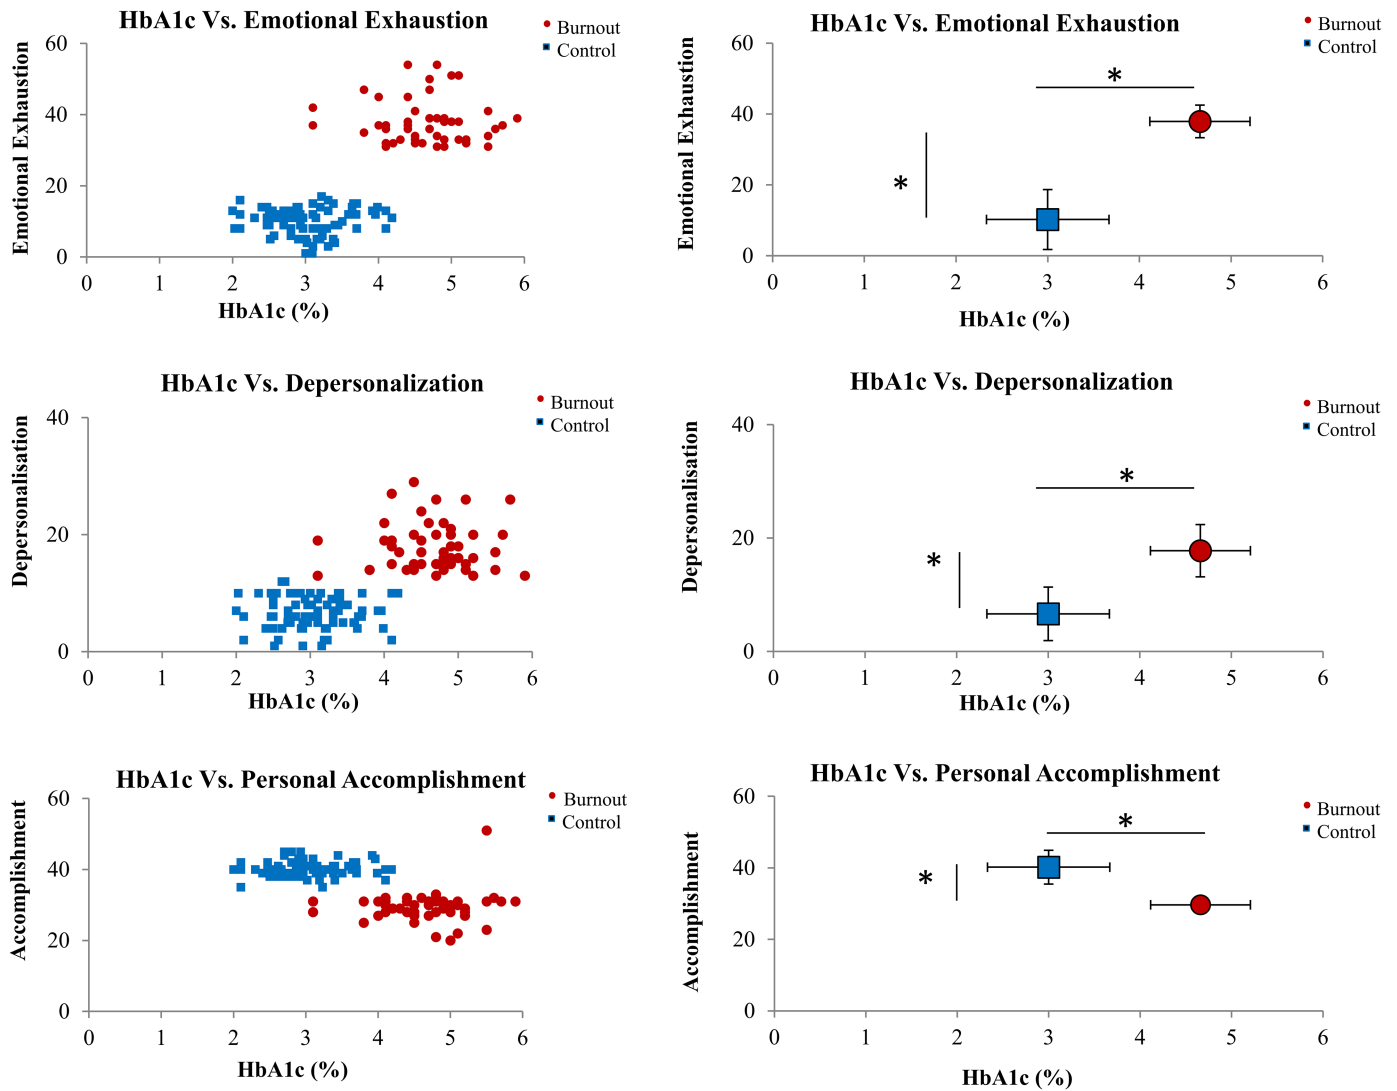 HbA1c Vs. Emotional Exhaustion
Burnout
Control
Emotional Exhaustion
60
40
20
0
0 1 2 3 4 5 6
HbA1c (%)
HbA1c Vs. Emotional Exhaustion
Burnout
Control
Emotional Exhaustion
60
40
20
0
*
*
0 1 2 3 4 5 6
HbA1c (%)
HbA1c Vs. Depersonalization
Burnout
Control
Depersonalisation
40
20
0
0 1 2 3 4 5 6
HbA1c (%)
HbA1c Vs. Depersonalization
Burnout
Control
Depersonalisation
40
20
0
*
*
0 1 2 3 4 5 6
HbA1c (%)
HbA1c Vs. Personal Accomplishment
Burnout
Control
Accomplishment
60
40
20
0
0 1 2 3 4 5 6
HbA1c (%)
HbA1c Vs. Personal Accomplishment
Burnout
Control
Accomplishment
60
40
20
0
*
*
0 1 2 3 4 5 6
HbA1c (%)